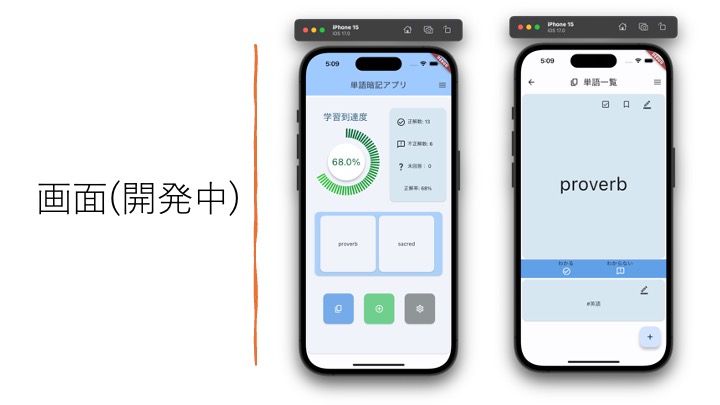 画面(開発中)
iPhone 15
iOS 17.0
5:09
単語暗記アプリ
学習到達度
68.0%
正解数: 13
不正解数: 6
未回答: 0
正解率: 68%
proverb
sacred
iPhone 15
iOS 17.0
5:09
単語一覧
proverb
わかる
わからない
#英語